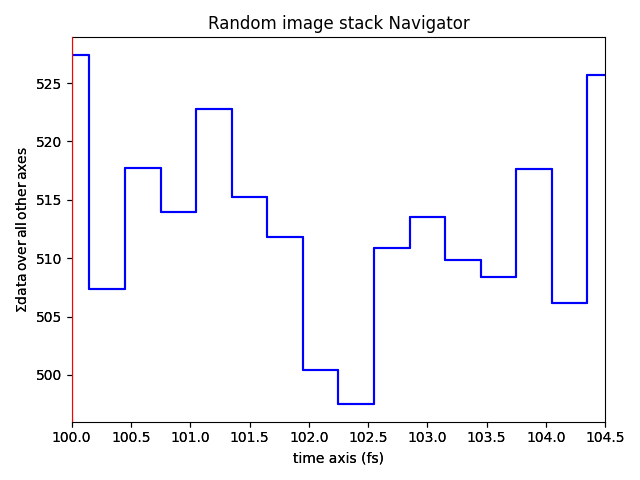 Random image stack Navigator
525
520
515
510
505
500
Σdata over all other axes
100.0 100.5 101.0 101.5 102.0 102.5 103.0 103.5 104.0 104.5
time axis (fs)